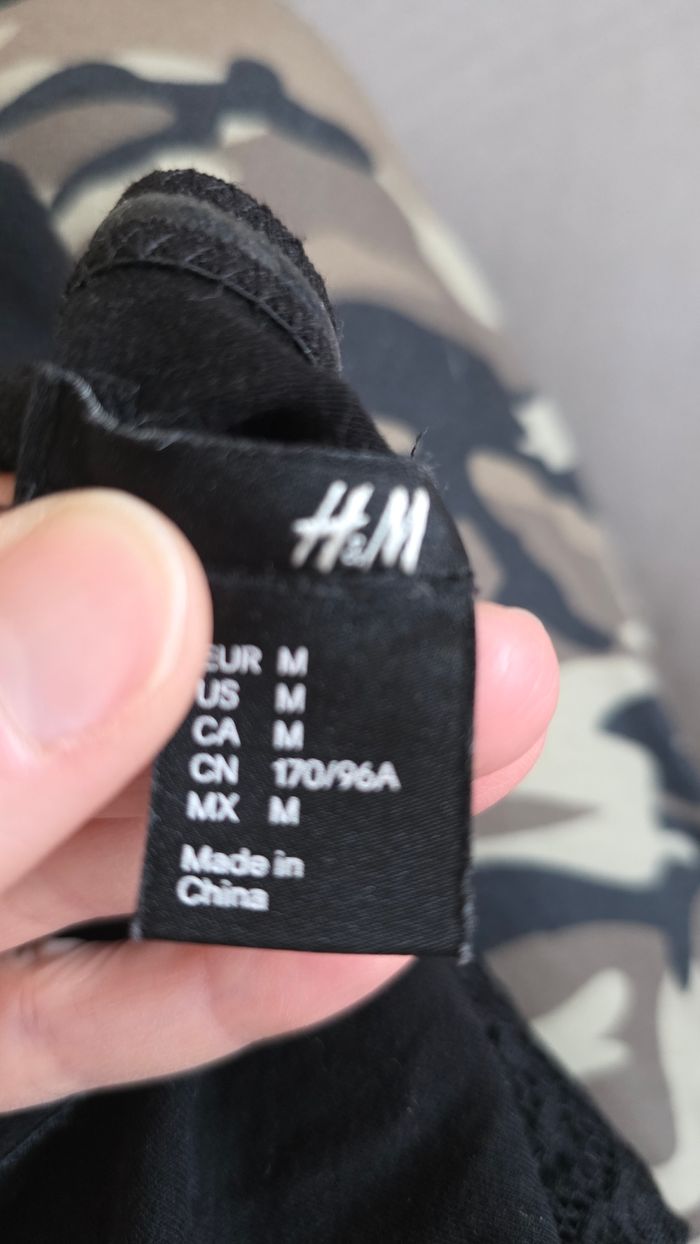 H&M
EUR M
US M
CA M
CN 170/96A
MX M
Made in
China